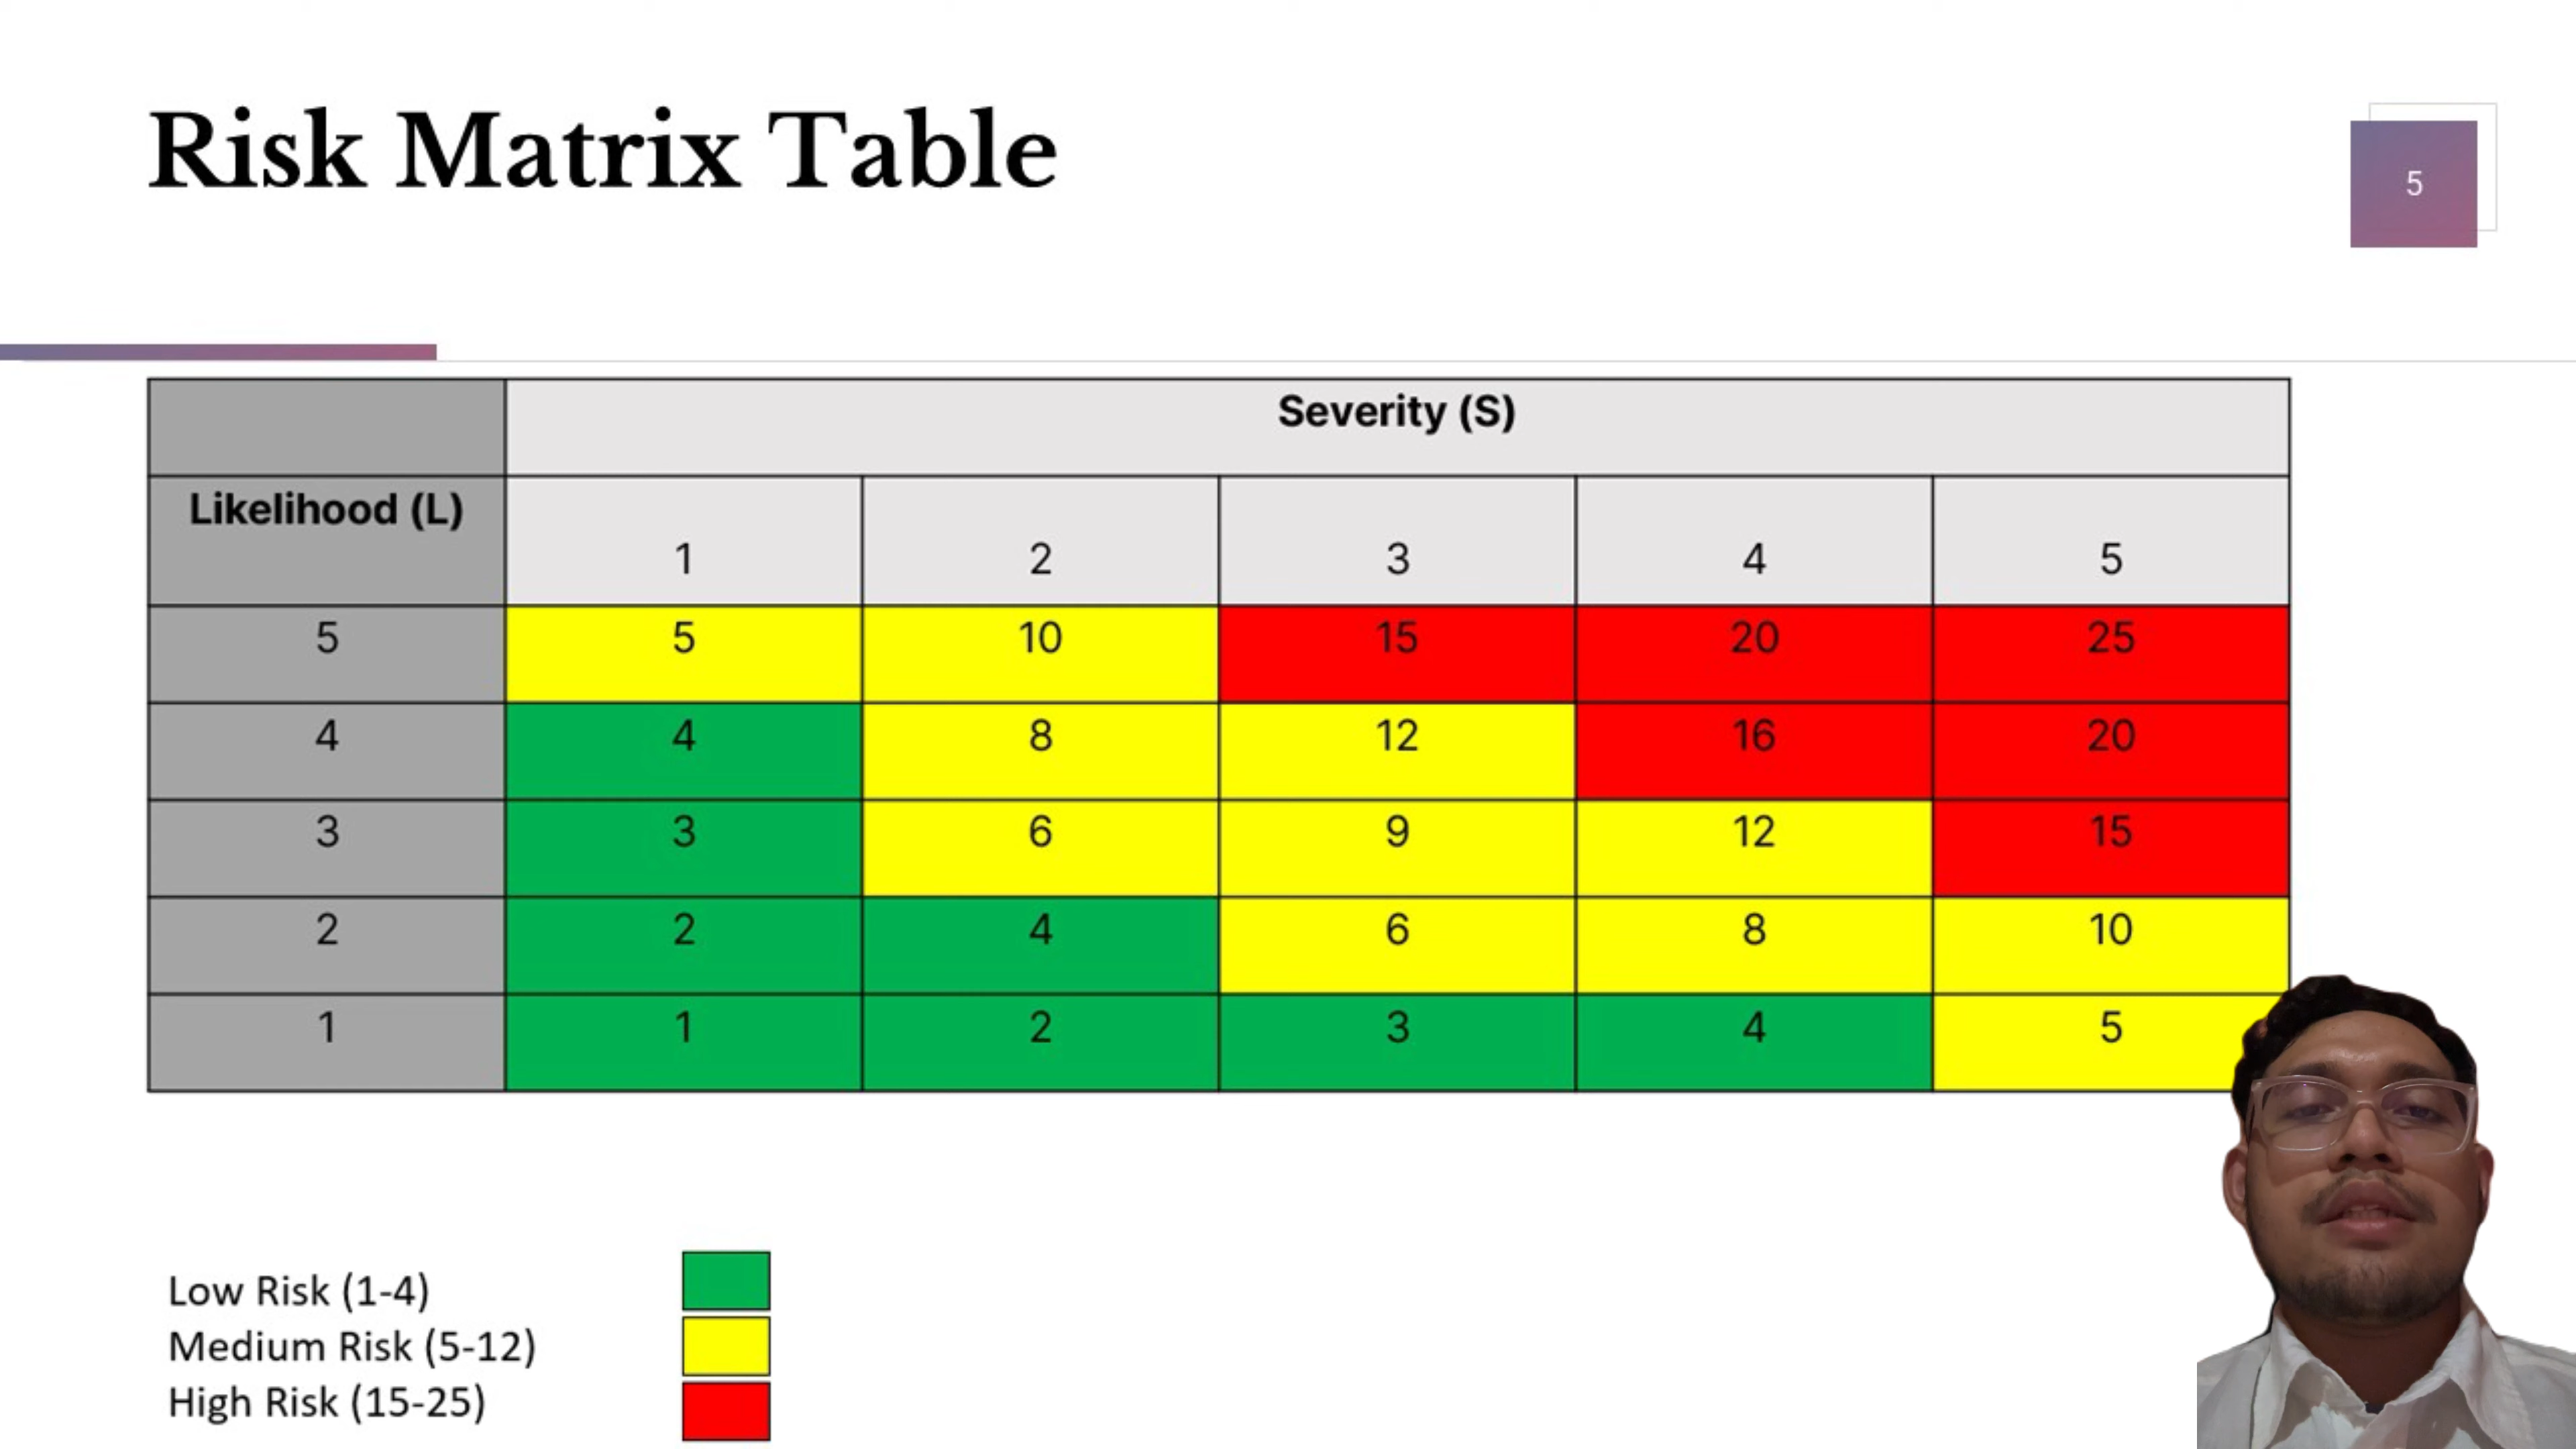 Risk Matrix Table
5
Severity (S)
Likelihood (L) 1 2 3 4 5
5 5 10 15 20 25
4 4 8 12 16 20
3 3 6 9 12 15
2 2 4 6 8 10
1 1 2 3 4 5
Low Risk (1-4)
Medium Risk (5-12)
High Risk (15-25)